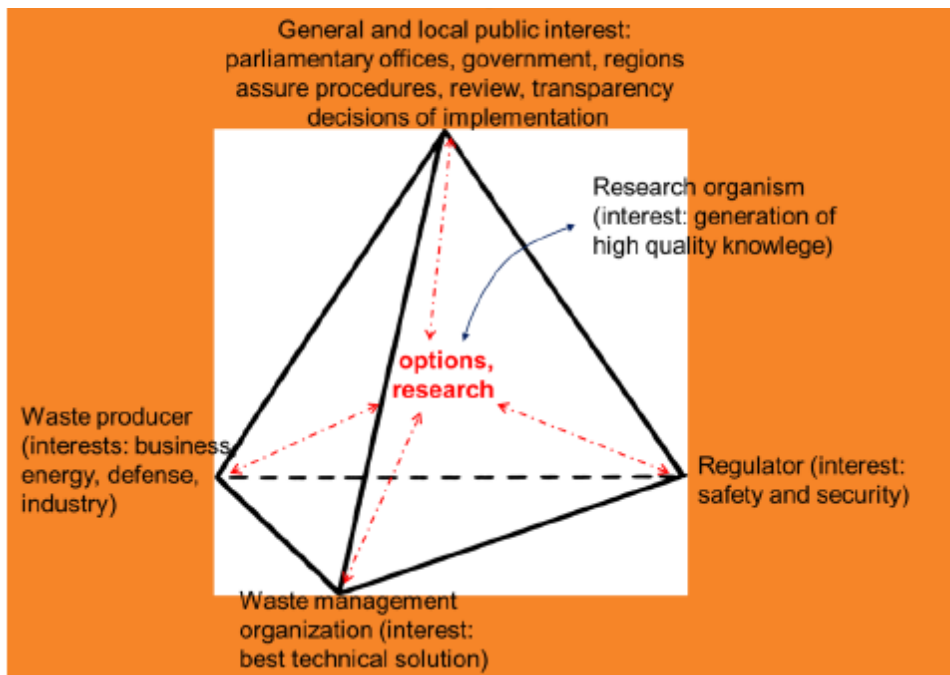 General and local public interest:
parliamentary offices, government, regions
assure procedures, review, transparency
decisions of implementation
Research organism
(interest: generation of
high quality knowlege)
options,
research
Waste producer
(interests: business,
energy, defense,
industry)
Regulator (interest:
safety and security)
Waste management
organization (interest:
best technical solution)